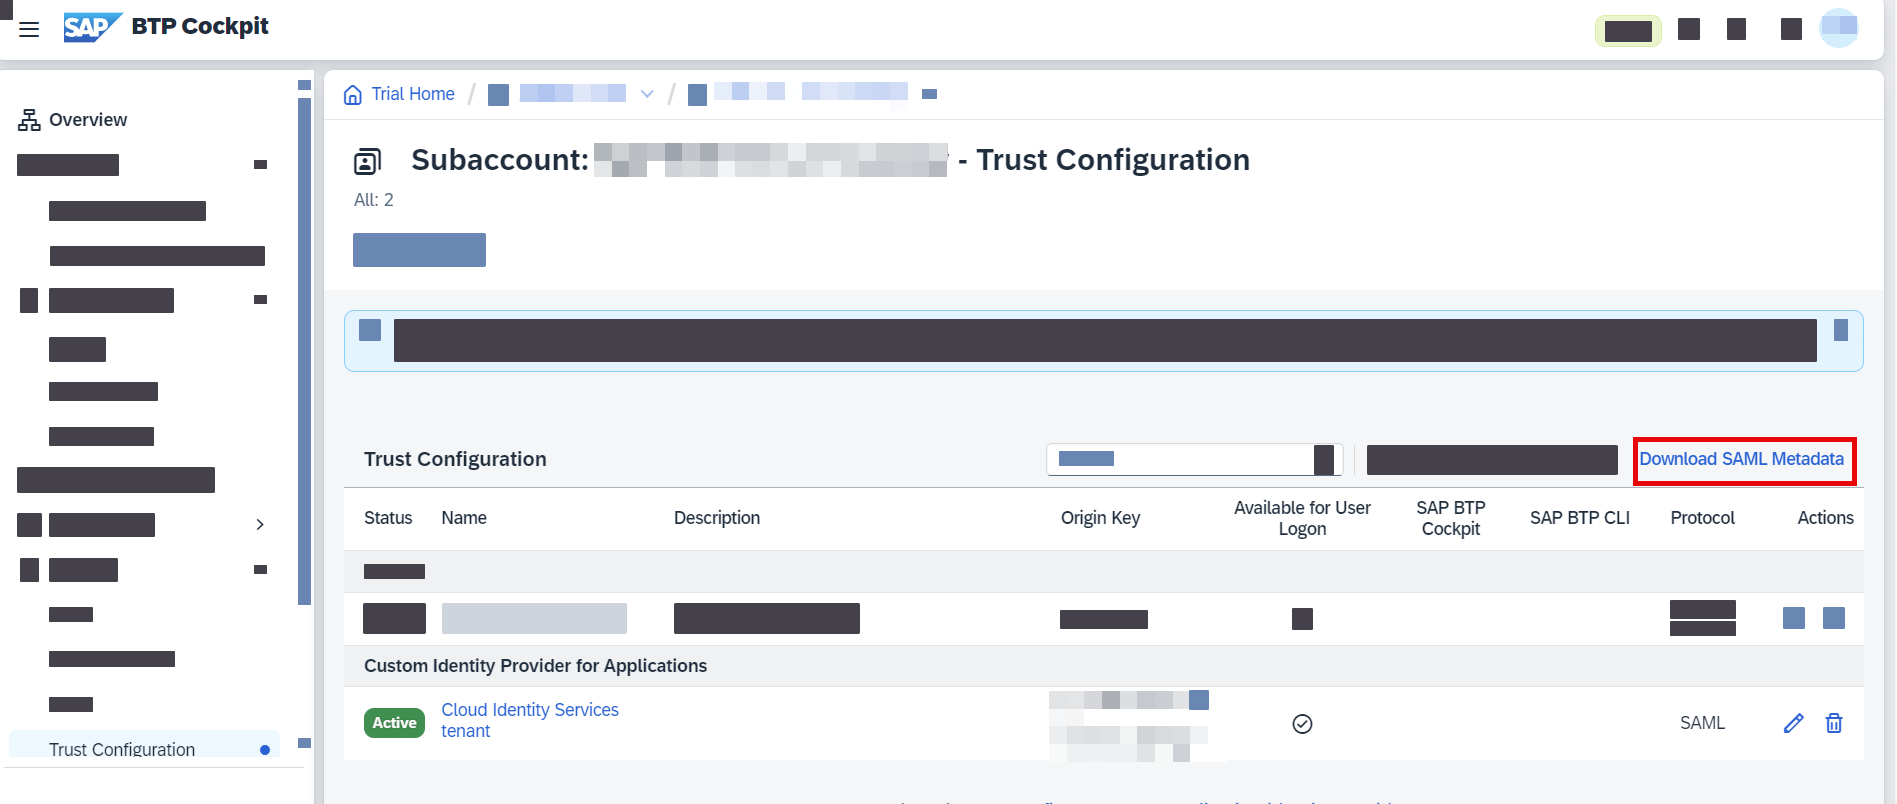 SAP BTP Cockpit
Overview
Trust Configuration
Trial Home / /
Subaccount: - Trust Configuration
All: 2
Trust Configuration
Download SAML Metadata
Status Name Description Origin Key Available for User Logon SAP BTP Cockpit SAP BTP CLI Protocol Actions
Custom Identity Provider for Applications
Active Cloud Identity Services tenant SAML